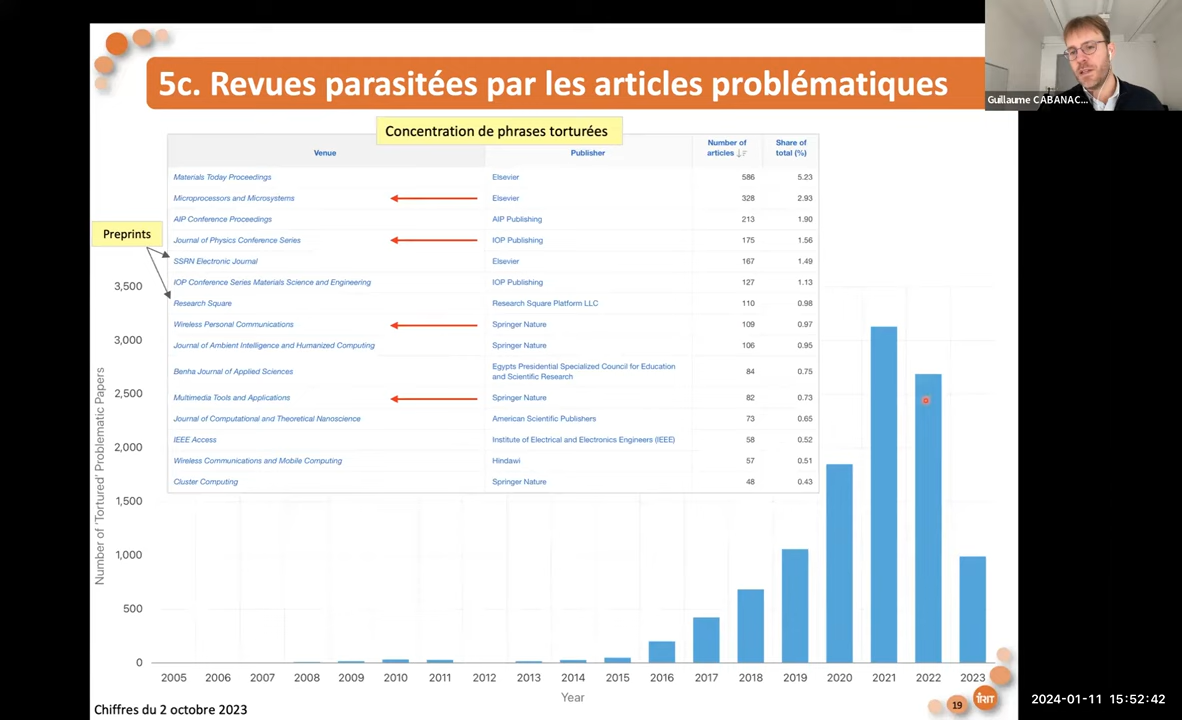 5c. Revues parasitées par les articles problématiques
Guillaume CABANAC...
Concentration de phrases torturées
Venue Publisher Number of articles Share of total (%)
Materials Today Proceedings Elsevier 586 5.23
Microprocessors and Microsystems Elsevier 328 2.93
AIP Conference Proceedings AIP Publishing 213 1.90
Preprints
Journal of Physics Conference Series IOP Publishing 175 1.56
SSRN Electronic Journal Elsevier 167 1.49
IOP Conference Series Materials Science and Engineering IOP Publishing 127 1.13
Research Square Research Square Platform LLC 110 0.98
Wireless Personal Communications Springer Nature 109 0.97
Journal of Ambient Intelligence and Humanized Computing Springer Nature 106 0.95
Benha Journal of Applied Sciences Egypts Presidential Specialized Council for Education and Scientific Research 84 0.75
Multimedia Tools and Applications Springer Nature 82 0.73
Journal of Computational and Theoretical Nanoscience American Scientific Publishers 73 0.65
IEEE Access Institute of Electrical and Electronics Engineers (IEEE) 58 0.52
Wireless Communications and Mobile Computing Hindawi 57 0.51
Cluster Computing Springer Nature 48 0.43
Number of 'Tortured' Problematic Papers
3,500
3,000
2,500
2,000
1,500
1,000
500
0
2005 2006 2007 2008 2009 2010 2011 2012 2013 2014 2015 2016 2017 2018 2019 2020 2021 2022 2023
Year
Chiffres du 2 octobre 2023
19
IRIT
2024-01-11 15:52:42